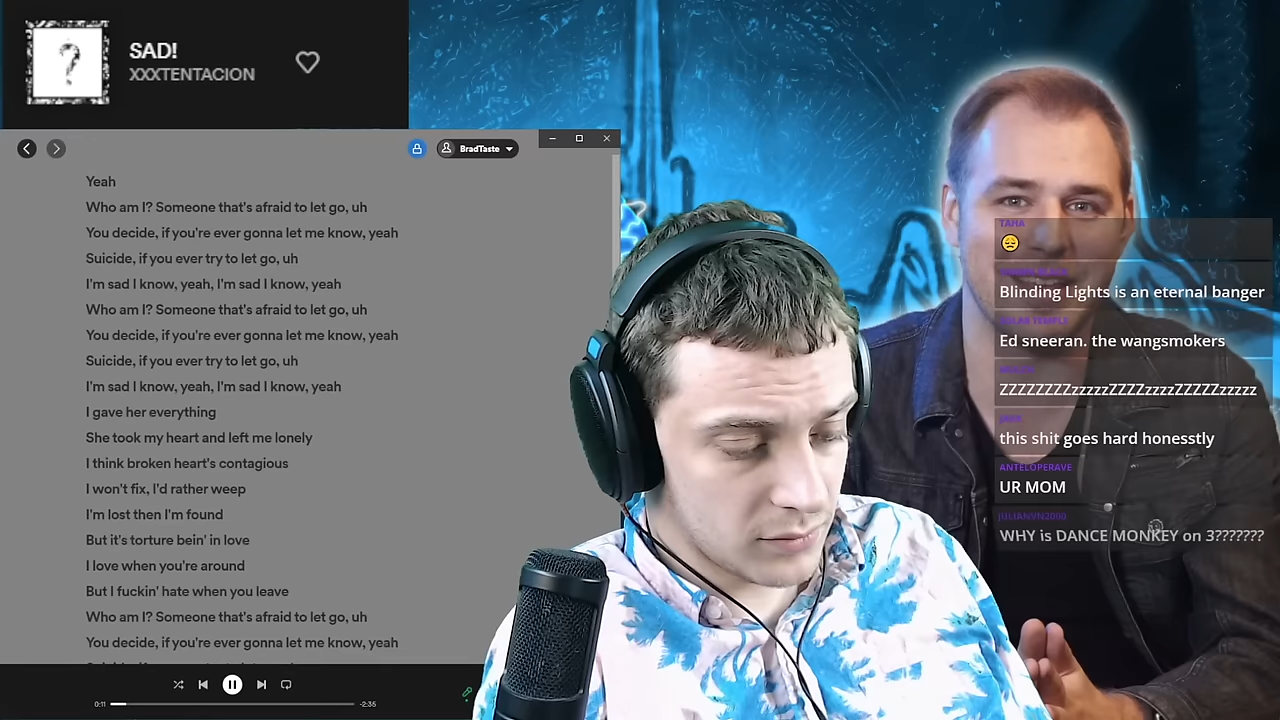 SAD!
XXXTENTACION
BradTaste
Yeah
Who am I? Someone that's afraid to let go, uh
You decide, if you're ever gonna let me know, yeah
Suicide, if you ever try to let go, uh
I'm sad I know, yeah, I'm sad I know, yeah
Who am I? Someone that's afraid to let go, uh
You decide, if you're ever gonna let me know, yeah
Suicide, if you ever try to let go, uh
I'm sad I know, yeah, I'm sad I know, yeah
I gave her everything
She took my heart and left me lonely
I think broken heart's contagious
I won't fix, I'd rather weep
I'm lost then I'm found
But it's torture bein' in love
I love when you're around
But I fuckin' hate when you leave
Who am I? Someone that's afraid to let go, uh
You decide, if you're ever gonna let me know, yeah
0:11
-2:35
TAHA
Blinding Lights is an eternal banger
Ed sneeran. the wangsmokers
ZZZZZZZZzzzzzZZZZzzzzZZZZZzzzzz
this shit goes hard honesstly
ANTELOPERAVE
UR MOM
JULIANVN2000
WHY is DANCE MONKEY on 3???????